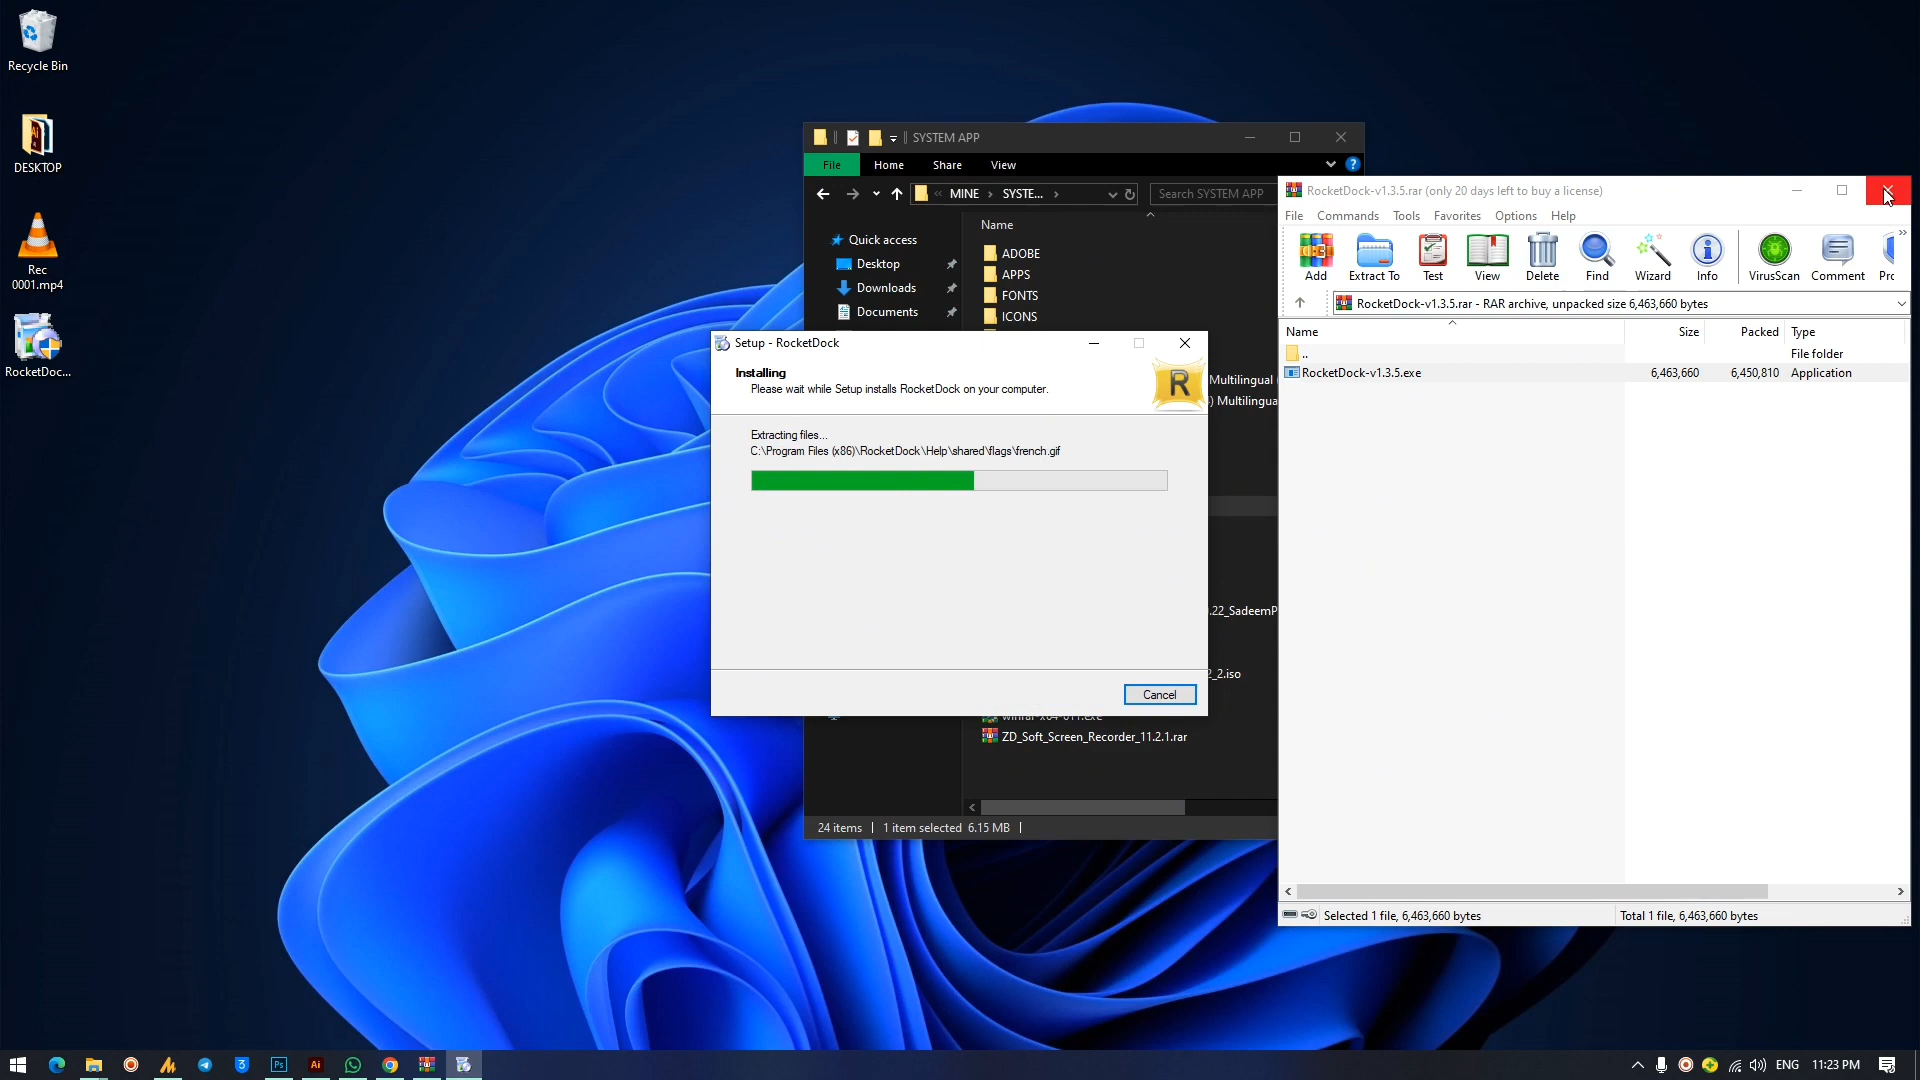 Recycle Bin
DESKTOP
Rec
0001.mp4
RocketDoc...
SYSTEM APP
File Home Share View
« MINE › SYSTE... ›
Search SYSTEM APP
Quick access
Desktop
Downloads
Documents
Name
ADOBE
APPS
FONTS
ICONS
Multilingual
) Multilingua
.22_SadeemP
2_2.iso
ZD_Soft_Screen_Recorder_11.2.1.rar
24 items
1 item selected 6.15 MB
Setup - RocketDock
Installing
Please wait while Setup installs RocketDock on your computer.
R
Extracting files...
C:\Program Files (x86)\RocketDock\Help\shared\flags\french.gif
Cancel
RocketDock-v1.3.5.rar (only 20 days left to buy a license)
File Commands Tools Favorites Options Help
Add Extract To Test View Delete Find Wizard Info VirusScan Comment Pro
RocketDock-v1.3.5.rar - RAR archive, unpacked size 6,463,660 bytes
Name Size Packed Type
.. File folder
RocketDock-v1.3.5.exe 6,463,660 6,450,810 Application
Selected 1 file, 6,463,660 bytes
Total 1 file, 6,463,660 bytes
Ps
Ai
ENG
11:23 PM